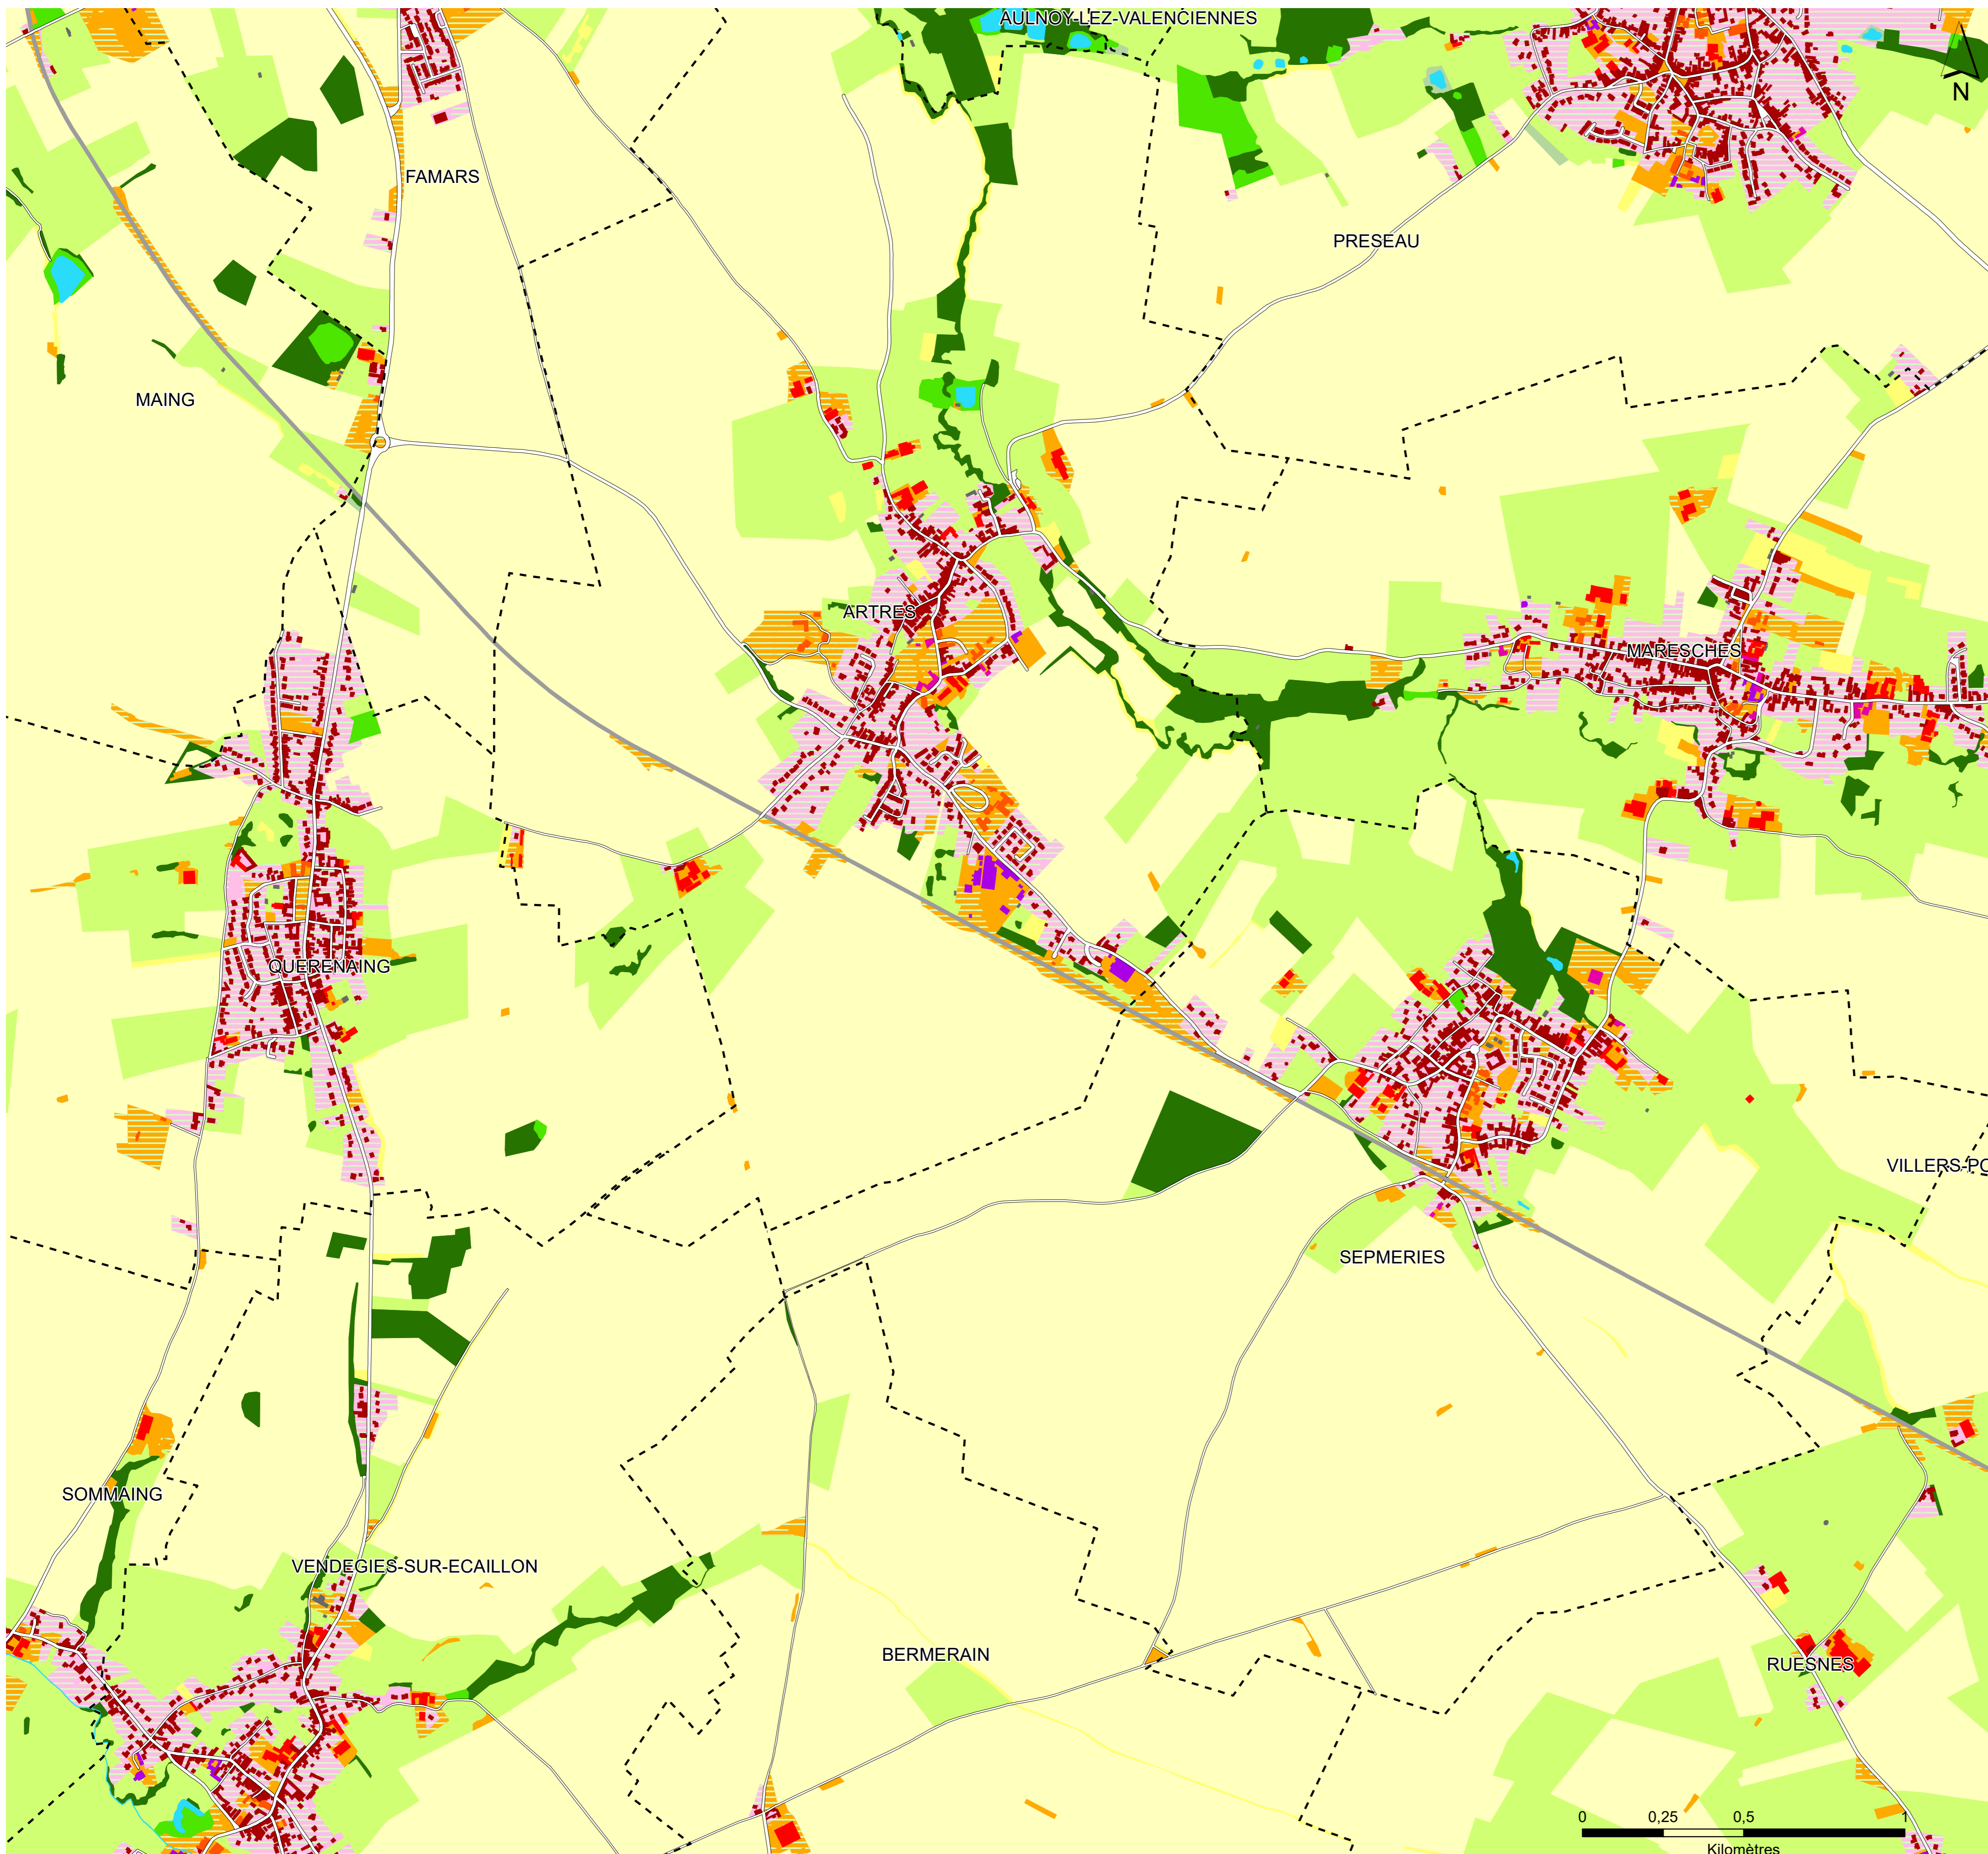 AULNOY-LEZ-VALENCIENNES
N
FAMARS
PRESEAU
MAING
ARTRES
MARESCHES
QUERENAING
VILLERS-PO
SEPMERIES
SOMMAING
VENDEGIES-SUR-ECAILLON
BERMERAIN
RUESNES
0 0,25 0,5 1
Kilomètres